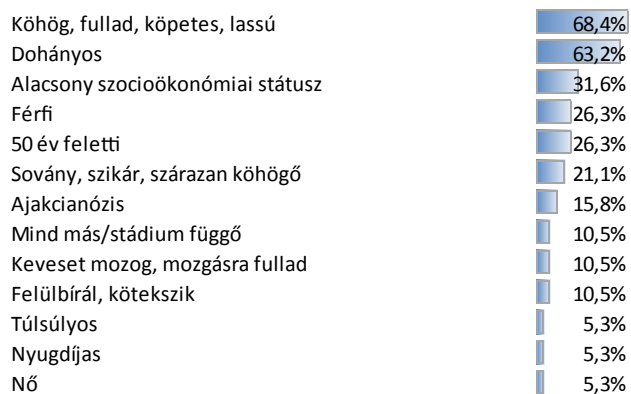 Köhög, fullad, köpetes, lassú 68,4%
Dohányos 63,2%
Alacsony szocioökonómiai státusz 31,6%
Férfi 26,3%
50 év feletti 26,3%
Sovány, szikár, szárazan köhögő 21,1%
Ajakcianózis 15,8%
Mind más/stádium függő 10,5%
Keveset mozog, mozgásra fullad 10,5%
Felülbírál, kötekszik 10,5%
Túlsúlyos 5,3%
Nyugdíjas 5,3%
Nő 5,3%